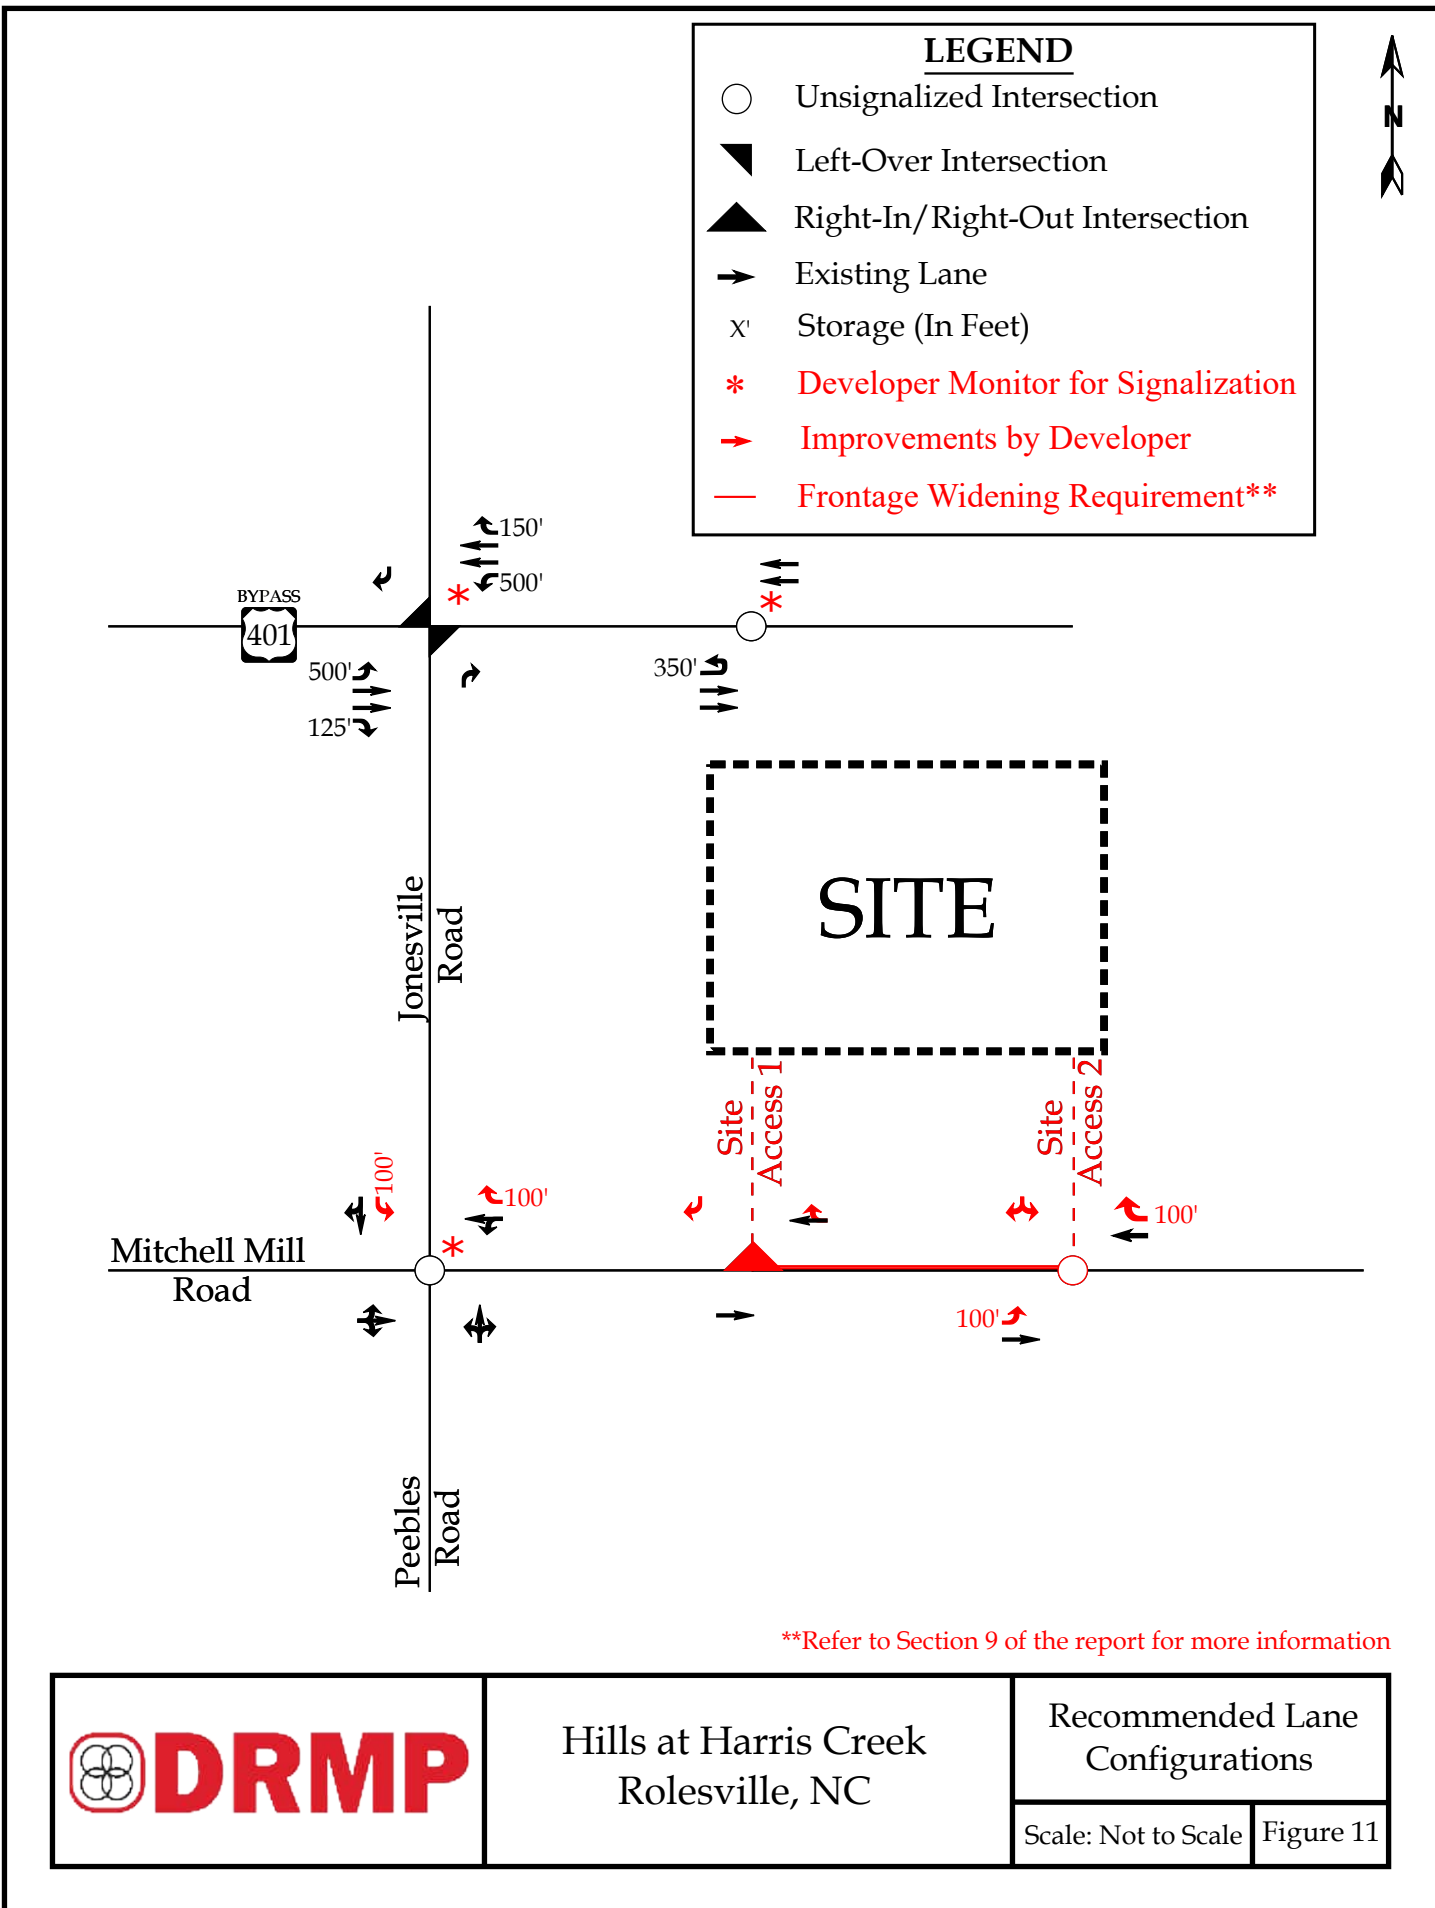 LEGEND
Unsignalized Intersection
Left-Over Intersection
Right-In/Right-Out Intersection
Existing Lane
X' Storage (In Feet)
* Developer Monitor for Signalization
Improvements by Developer
Frontage Widening Requirement**
N
150'
500'
*
*
BYPASS
401
500'
125'
350'
SITE
Jonesville
Road
Site
Access 1
Site
Access 2
100'
100'
100'
*
Mitchell Mill
Road
100'
Peebles
Road
**Refer to Section 9 of the report for more information
DRMP
Hills at Harris Creek
Rolesville, NC
Recommended Lane
Configurations
Scale: Not to Scale
Figure 11